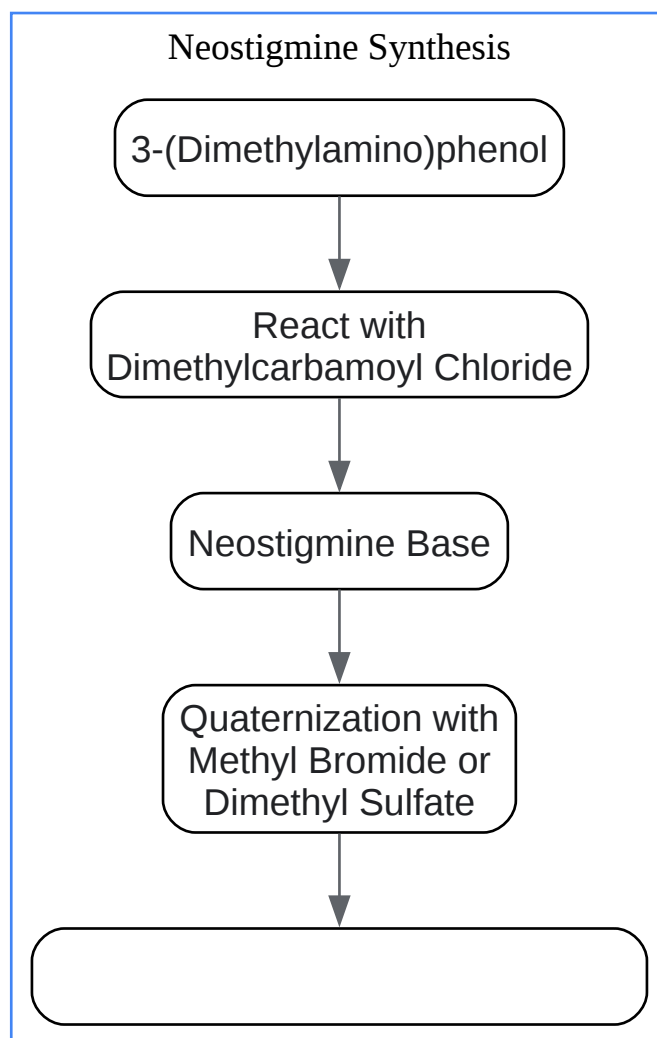 Neostigmine Synthesis
3-(Dimethylamino)phenol
React with
Dimethylcarbamoyl Chloride
Neostigmine Base
Quaternization with
Methyl Bromide or
Dimethyl Sulfate